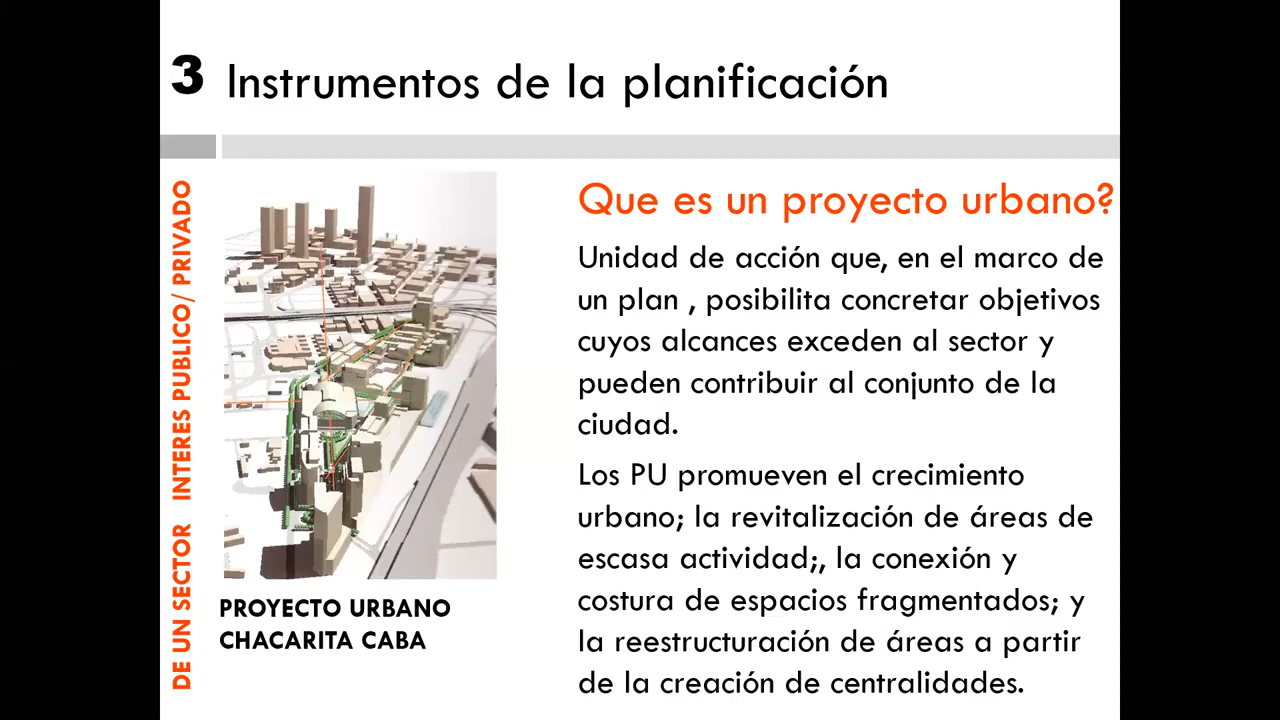 3 Instrumentos de la planificación
DE UN SECTOR INTERES PUBLICO/ PRIVADO
Que es un proyecto urbano?
Unidad de acción que, en el marco de
un plan , posibilita concretar objetivos
cuyos alcances exceden al sector y
pueden contribuir al conjunto de la
ciudad.
Los PU promueven el crecimiento
urbano; la revitalización de áreas de
escasa actividad;, la conexión y
costura de espacios fragmentados; y
la reestructuración de áreas a partir
de la creación de centralidades.
PROYECTO URBANO
CHACARITA CABA